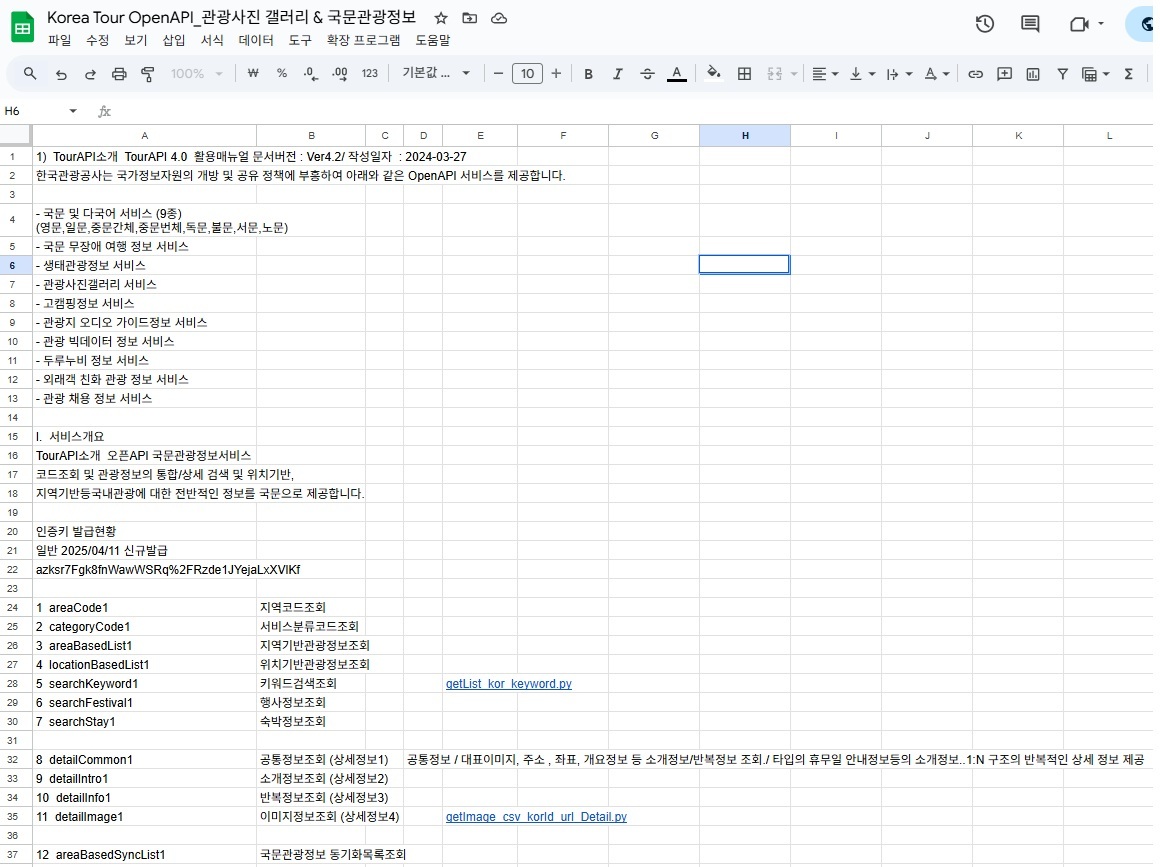 Korea Tour OpenAPI_관광사진 갤러리 & 국문관광정보
파일 수정 보기 삽입 서식 데이터 도구 확장 프로그램 도움말
100% ₩ % .0 .00 123 기본값 ... 10 B I A A Σ
H6 fx
A B C D E F G H I J K L
1 1) TourAPI소개 TourAPI 4.0 활용매뉴얼 문서버전 : Ver4.2/ 작성일자 : 2024-03-27
2 한국관광공사는 국가정보자원의 개방 및 공유 정책에 부흥하여 아래와 같은 OpenAPI 서비스를 제공합니다.
3
4 - 국문 및 다국어 서비스 (9종)
(영문,일문,중문간체,중문번체,독문,불문,서문,노문)
5 - 국문 무장애 여행 정보 서비스
6 - 생태관광정보 서비스
7 - 관광사진갤러리 서비스
8 - 고캠핑정보 서비스
9 - 관광지 오디오 가이드정보 서비스
10 - 관광 빅데이터 정보 서비스
11 - 두루누비 정보 서비스
12 - 외래객 친화 관광 정보 서비스
13 - 관광 채용 정보 서비스
14
15 I. 서비스개요
16 TourAPI소개 오픈API 국문관광정보서비스
17 코드조회 및 관광정보의 통합/상세 검색 및 위치기반,
18 지역기반등국내관광에 대한 전반적인 정보를 국문으로 제공합니다.
19
20 인증키 발급현황
21 일반 2025/04/11 신규발급
22 azksr7Fgk8fnWawWSRq%2FRzde1JYejaLxXVlKf
23
24 1 areaCode1 지역코드조회
25 2 categoryCode1 서비스분류코드조회
26 3 areaBasedList1 지역기반관광정보조회
27 4 locationBasedList1 위치기반관광정보조회
28 5 searchKeyword1 키워드검색조회 getList_kor_keyword.py
29 6 searchFestival1 행사정보조회
30 7 searchStay1 숙박정보조회
31
32 8 detailCommon1 공통정보조회 (상세정보1) 공통정보 / 대표이미지, 주소 , 좌표, 개요정보 등 소개정보/반복정보 조회./ 타입의 휴무일 안내정보등의 소개정보..1:N 구조의 반복적인 상세 정보 제공
33 9 detailIntro1 소개정보조회 (상세정보2)
34 10 detailInfo1 반복정보조회 (상세정보3)
35 11 detailImage1 이미지정보조회 (상세정보4) getImage_csv_korId_url_Detail.py
36
37 12 areaBasedSyncList1 국문관광정보 동기화목록조회